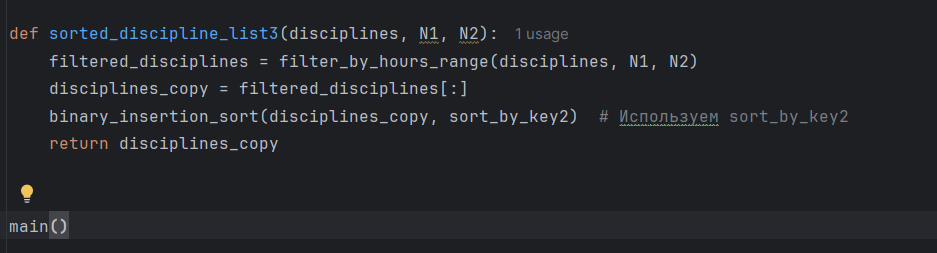 def sorted_discipline_list3(disciplines, N1, N2): 1 usage
    filtered_disciplines = filter_by_hours_range(disciplines, N1, N2)
    disciplines_copy = filtered_disciplines[:]
    binary_insertion_sort(disciplines_copy, sort_by_key2)  # Используем sort_by_key2
    return disciplines_copy
main()